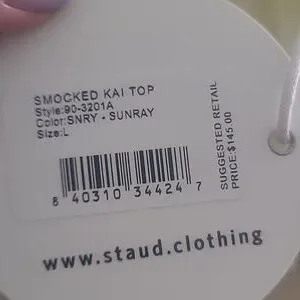 SMOCKED KAI TOP
Style:90-3201A
Color:SNRY - SUNRAY
Size:L
SUGGESTED RETAIL
PRICE:$145.00
8 40310 34424 7
www.staud.clothing